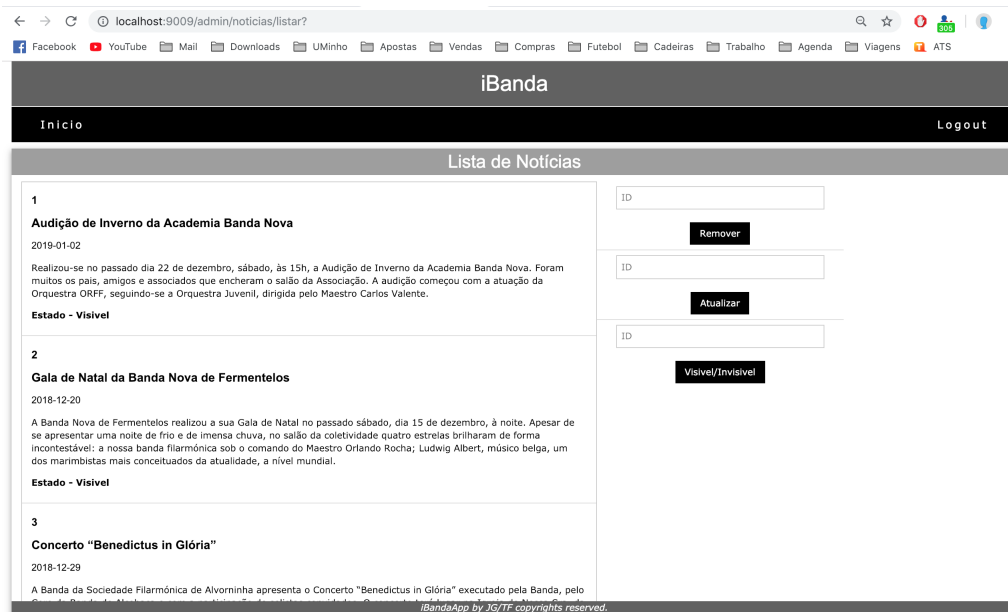 localhost:9009/admin/noticias/listar?
305
Facebook YouTube Mail Downloads UMinho Apostas Vendas Compras Futebol Cadeiras Trabalho Agenda Viagens ATS
iBanda
Inicio Logout
Lista de Notícias
1
Audição de Inverno da Academia Banda Nova
2019-01-02
Realizou-se no passado dia 22 de dezembro, sábado, às 15h, a Audição de Inverno da Academia Banda Nova. Foram
muitos os pais, amigos e associados que encheram o salão da Associação. A audição começou com a atuação da
Orquestra ORFF, seguindo-se a Orquestra Juvenil, dirigida pelo Maestro Carlos Valente.
Estado - Visivel
2
Gala de Natal da Banda Nova de Fermentelos
2018-12-20
A Banda Nova de Fermentelos realizou a sua Gala de Natal no passado sábado, dia 15 de dezembro, à noite. Apesar de
se apresentar uma noite de frio e de imensa chuva, no salão da coletividade quatro estrelas brilharam de forma
incontestável: a nossa banda filarmónica sob o comando do Maestro Orlando Rocha; Ludwig Albert, músico belga, um
dos marimbistas mais conceituados da atualidade, a nível mundial.
Estado - Visivel
3
Concerto “Benedictus in Glória”
2018-12-29
A Banda da Sociedade Filarmónica de Alvorninha apresenta o Concerto “Benedictus in Glória” executado pela Banda, pelo
ID
Remover
ID
Atualizar
ID
Visivel/Invisivel
iBandaApp by JG/TF copyrights reserved.